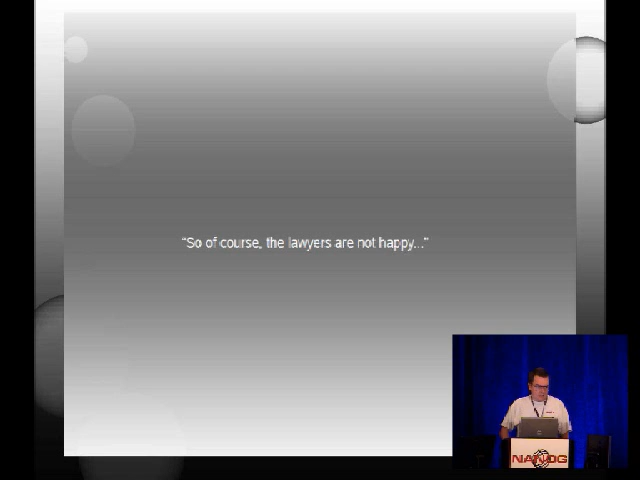 “So of course, the lawyers are not happy...”
NANOG